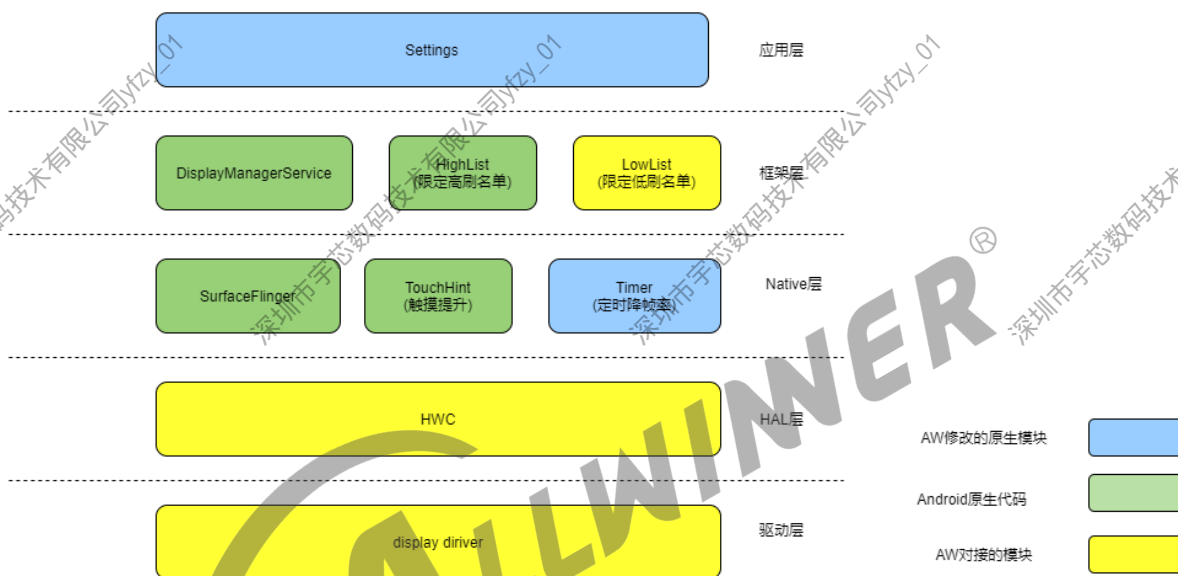 Settings
应用层
DisplayManagerService
HighList
(限定高刷名单)
LowList
(限定低刷名单)
框架层
SurfaceFlinger
TouchHint
(触摸提升)
Timer
(定时降帧率)
Native层
HWC
HAL层
display diriver
驱动层
AW修改的原生模块
Android原生代码
AW对接的模块
ALLWINNER®
深圳市宇芯数码技术有限公司yfzy_01
深圳市宇芯数码技术有限公司yfzy_01
码技术有限公司yfzy_01
深圳市宇芯数码技术